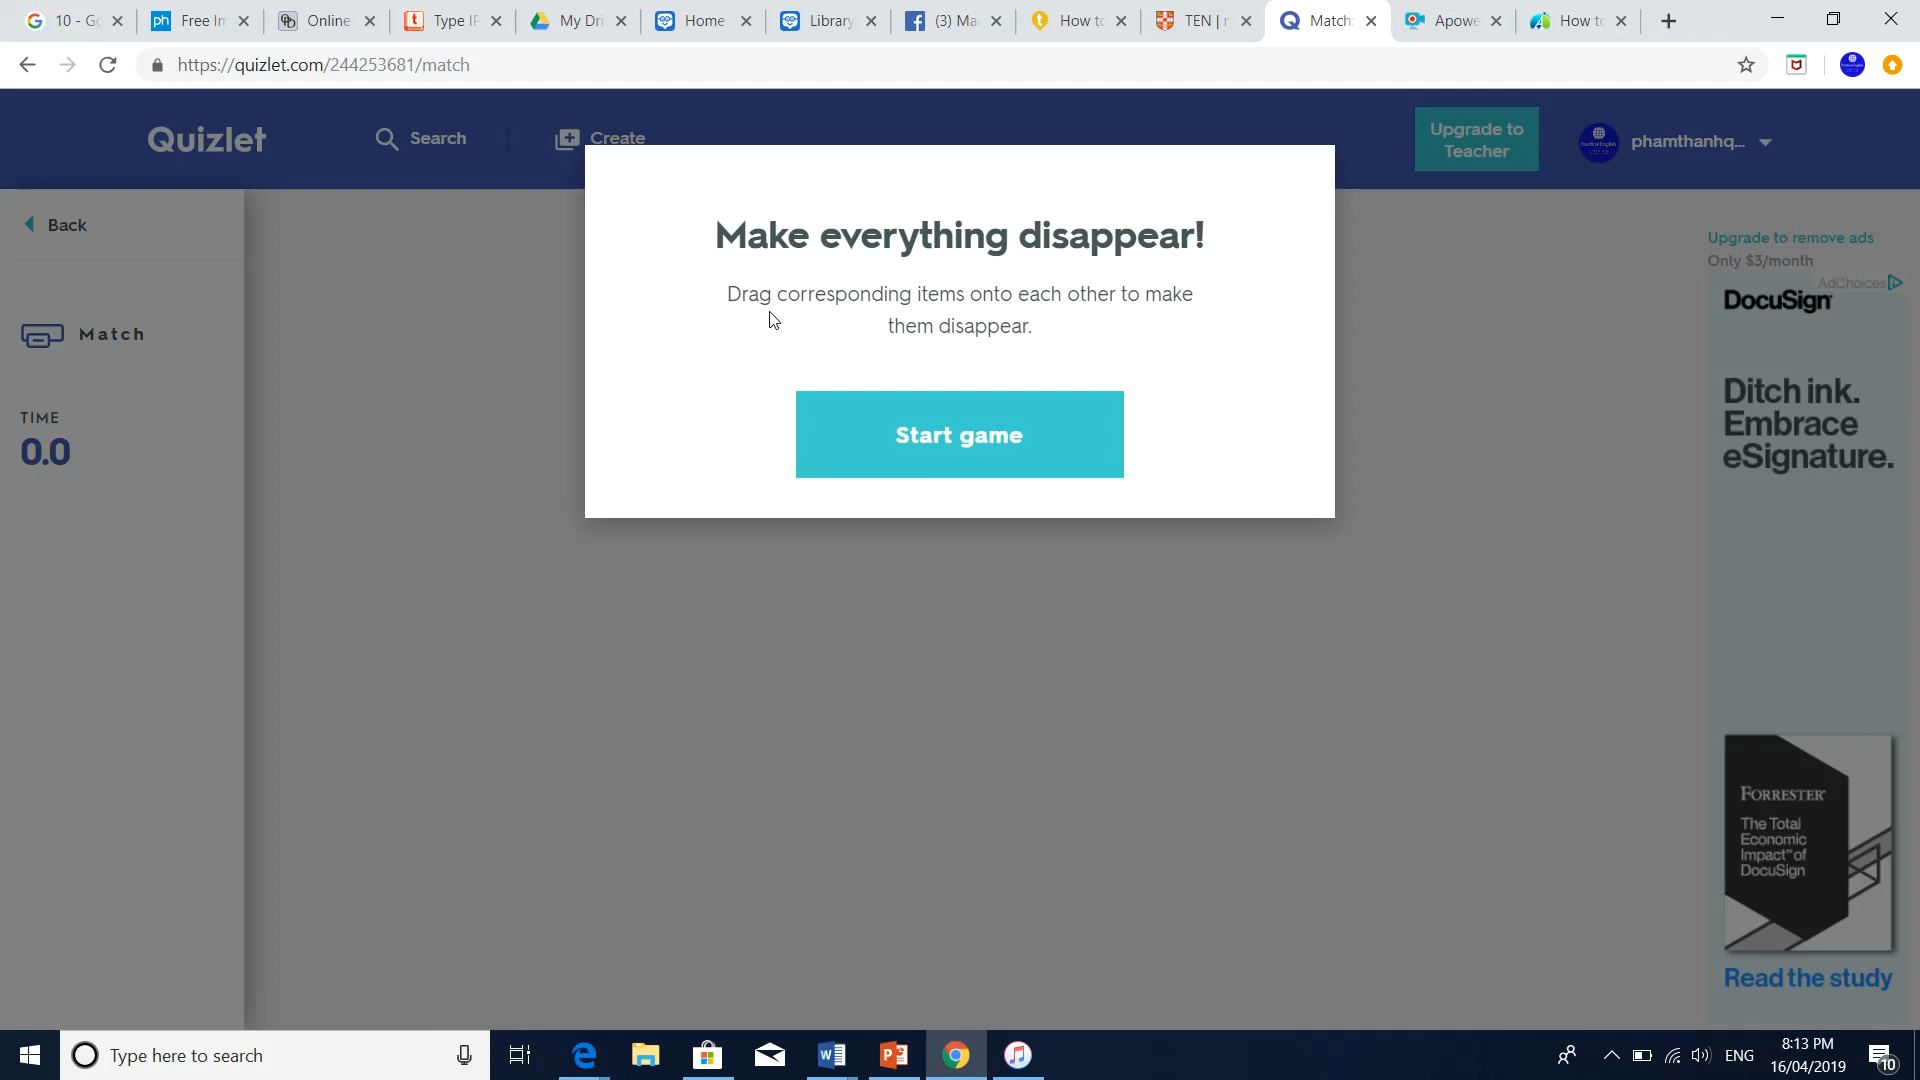 10 - Go
Free Im
Online
Type IP
My Dri
Home
Library
(3) Ma
How to
TEN |
Match:
Apowe
How to
https://quizlet.com/244253681/match
Quizlet
Search
Create
Upgrade to
Teacher
phamthanhq...
Back
Match
TIME
0.0
Make everything disappear!
Drag corresponding items onto each other to make
them disappear.
Start game
Upgrade to remove ads
Only $3/month
AdChoices
DocuSign
Ditch ink.
Embrace
eSignature.
FORRESTER
The Total
Economic
Impact™ of
DocuSign
Read the study
Type here to search
ENG
8:13 PM
16/04/2019
10